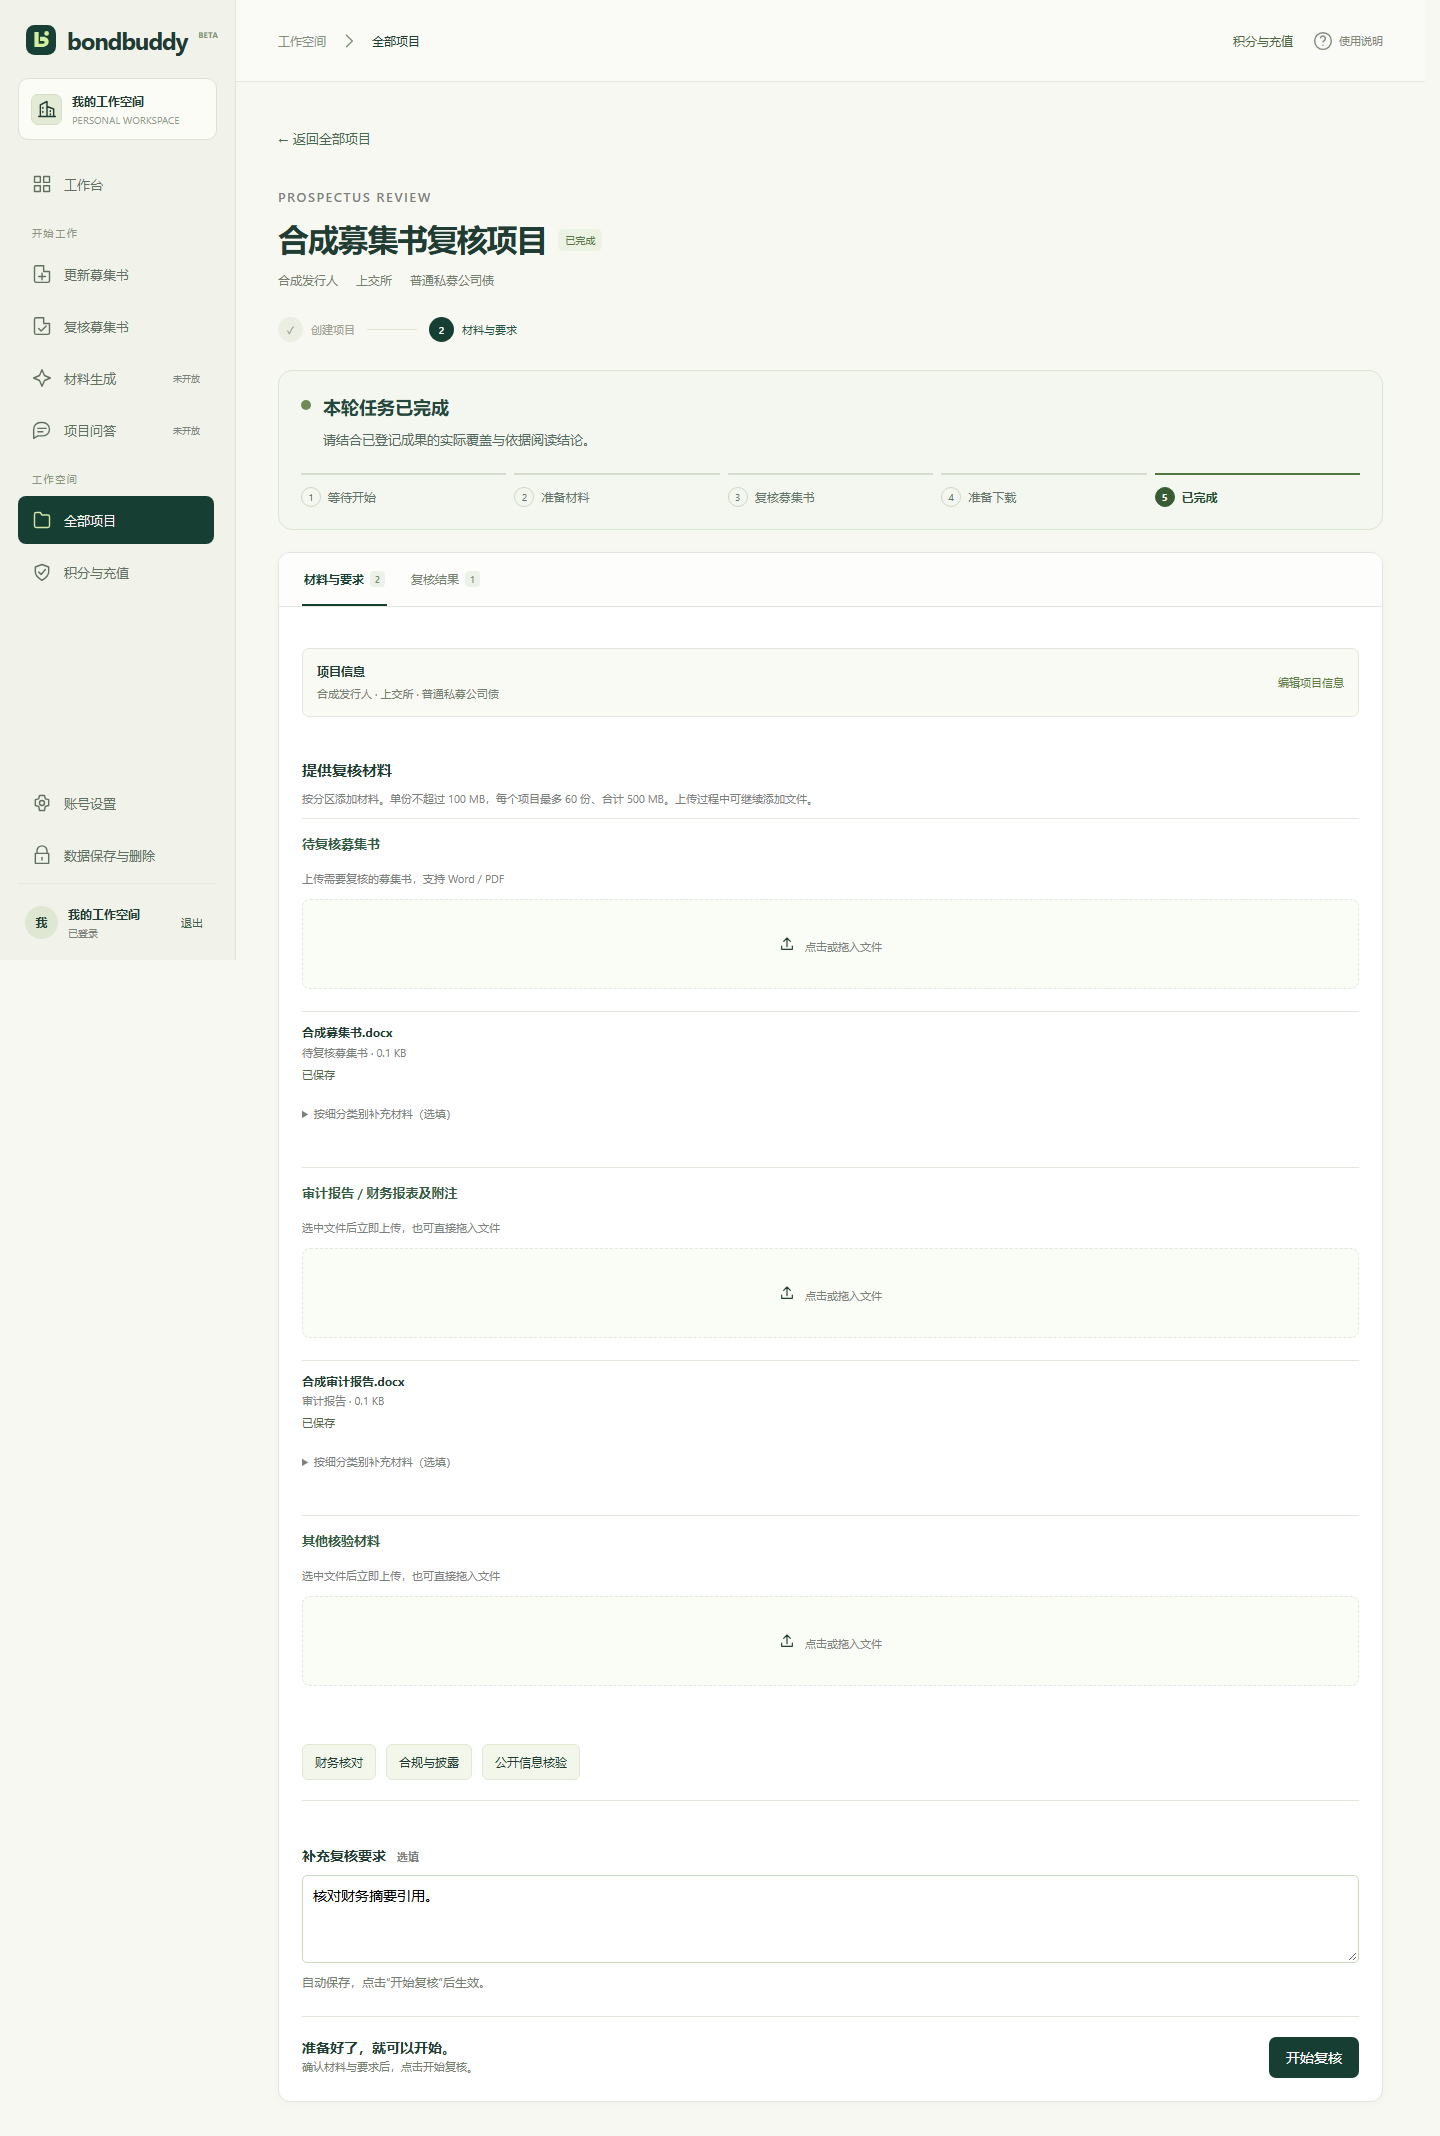 bondbuddy BETA
我的工作空间
PERSONAL WORKSPACE
工作台
开始工作
更新募集书
复核募集书
材料生成 未开放
项目问答 未开放
工作空间
全部项目
积分与充值
账号设置
数据保存与删除
我 我的工作空间
已登录
退出
工作空间 全部项目
积分与充值 使用说明
← 返回全部项目
PROSPECTUS REVIEW
合成募集书复核项目 已完成
合成发行人 上交所 普通私募公司债
✓ 创建项目 2 材料与要求
本轮任务已完成
请结合已登记成果的实际覆盖与依据阅读结论。
1 等待开始 2 准备材料 3 复核募集书 4 准备下载 5 已完成
材料与要求 2 复核结果 1
项目信息
合成发行人 · 上交所 · 普通私募公司债
编辑项目信息
提供复核材料
按分区添加材料。单份不超过 100 MB，每个项目最多 60 份、合计 500 MB。上传过程中可继续添加文件。
待复核募集书
上传需要复核的募集书，支持 Word / PDF
点击或拖入文件
合成募集书.docx
待复核募集书 · 0.1 KB
已保存
按细分类别补充材料（选填）
审计报告 / 财务报表及附注
选中文件后立即上传，也可直接拖入文件
点击或拖入文件
合成审计报告.docx
审计报告 · 0.1 KB
已保存
按细分类别补充材料（选填）
其他核验材料
选中文件后立即上传，也可直接拖入文件
点击或拖入文件
财务核对 合规与披露 公开信息核验
补充复核要求 选填
核对财务摘要引用。
自动保存，点击“开始复核”后生效。
准备好了，就可以开始。
确认材料与要求后，点击开始复核。
开始复核